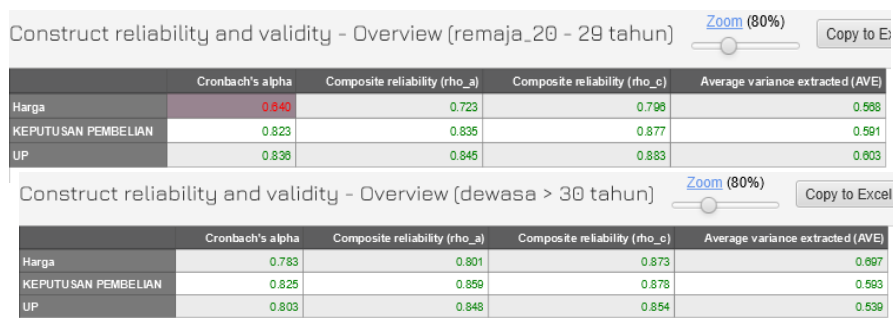 Construct reliability and validity - Overview (remaja_20 - 29 tahun) Zoom (80%) Copy to Ex
Cronbach's alpha Composite reliability (rho_a) Composite reliability (rho_c) Average variance extracted (AVE)
Harga 0.640 0.723 0.796 0.568
KEPUTUSAN PEMBELIAN 0.823 0.835 0.877 0.591
UP 0.836 0.845 0.883 0.603
Construct reliability and validity - Overview (dewasa > 30 tahun) Zoom (80%) Copy to Excel
Cronbach's alpha Composite reliability (rho_a) Composite reliability (rho_c) Average variance extracted (AVE)
Harga 0.783 0.801 0.873 0.697
KEPUTUSAN PEMBELIAN 0.825 0.859 0.878 0.593
UP 0.803 0.848 0.854 0.539